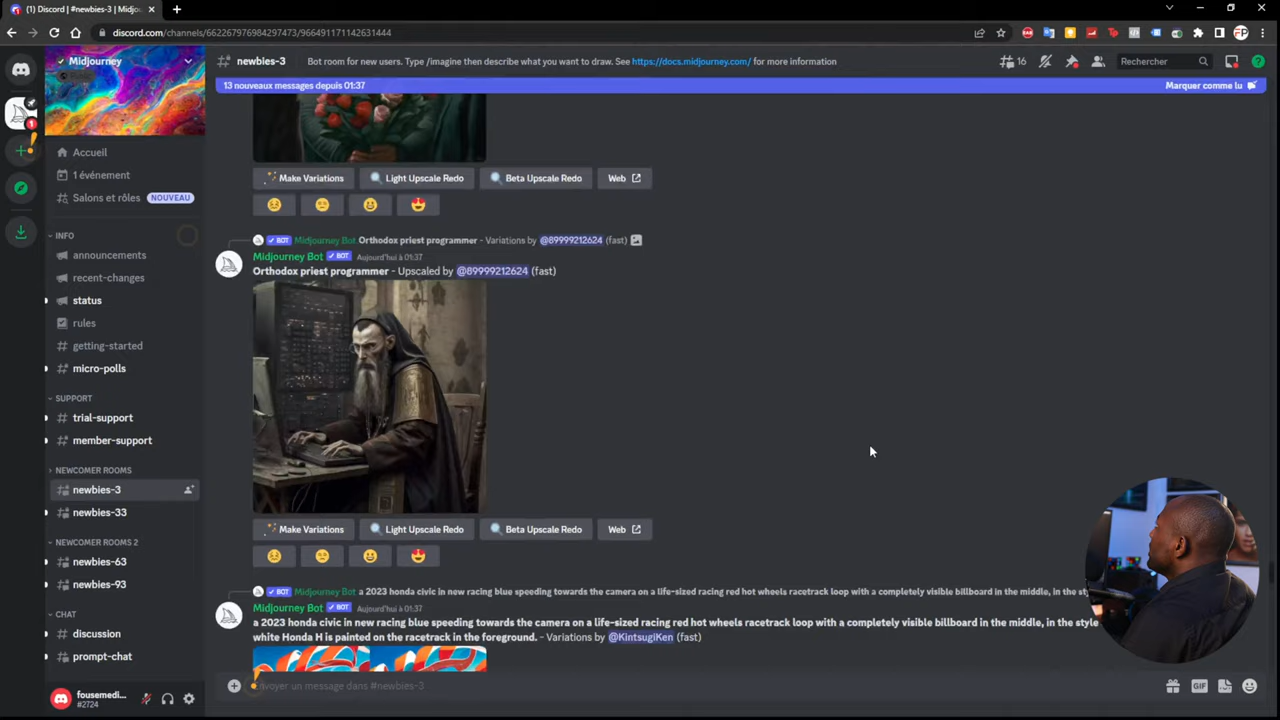 (1) Discord | #newbies-3 | Midjour
discord.com/channels/662267976984297473/966491171142631444
Midjourney
Public
Accueil
1 événement
Salons et rôles NOUVEAU
INFO
announcements
recent-changes
status
rules
getting-started
micro-polls
SUPPORT
trial-support
member-support
NEWCOMER ROOMS
newbies-3
newbies-33
NEWCOMER ROOMS 2
newbies-63
newbies-93
CHAT
discussion
prompt-chat
fousemedi...
#2724
newbies-3 Bot room for new users. Type /imagine then describe what you want to draw. See https://docs.midjourney.com/ for more information
16
Rechercher
13 nouveaux messages depuis 01:37 Marquer comme lu
Make Variations Light Upscale Redo Beta Upscale Redo Web
BOT Midjourney Bot Orthodox priest programmer - Variations by @89999212624 (fast)
Midjourney Bot BOT Aujourd'hui à 01:37
Orthodox priest programmer - Upscaled by @89999212624 (fast)
Make Variations Light Upscale Redo Beta Upscale Redo Web
BOT Midjourney Bot a 2023 honda civic in new racing blue speeding towards the camera on a life-sized racing red hot wheels racetrack loop with a completely visible billboard in the middle, in the sty
Midjourney Bot BOT Aujourd'hui à 01:37
a 2023 honda civic in new racing blue speeding towards the camera on a life-sized racing red hot wheels racetrack loop with a completely visible billboard in the middle, in the style
white Honda H is painted on the racetrack in the foreground. - Variations by @KintsugiKen (fast)
Envoyer un message dans #newbies-3
GIF